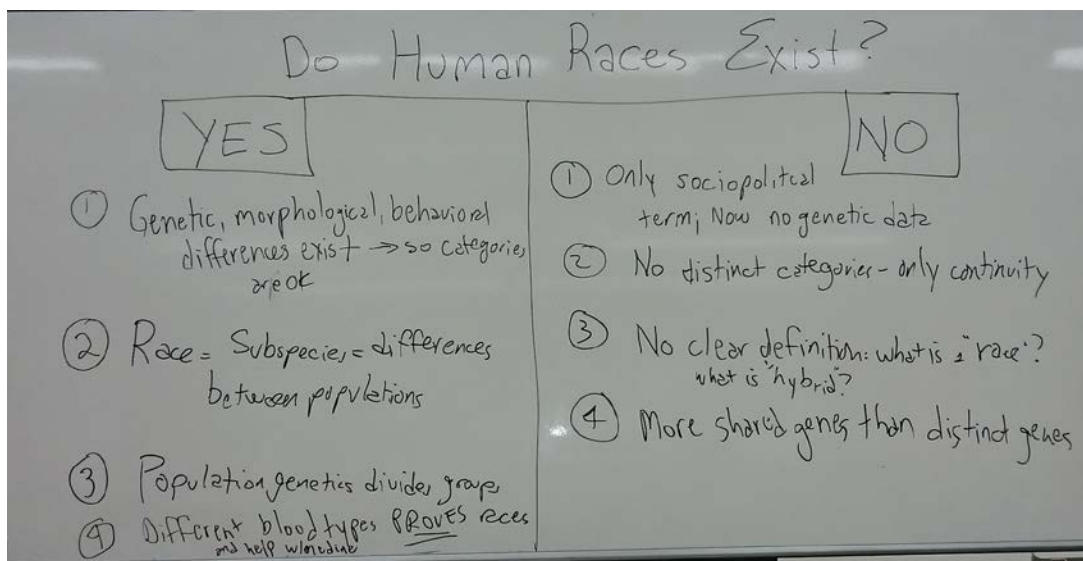 Do Human Races Exist?
YES
① Genetic, morphological, behavioral
differences exist → so categories
are ok
② Race = Subspecies = differences
between populations
③ Population genetics divides groups
④ Different blood types PROVES races
and help w/medine
NO
① Only sociopolitcal
term; Now no genetic data
② No distinct categories - only continuity
③ No clear definition: what is a "race"?
what is "hybrid"?
④ More shared genes than distinct genes